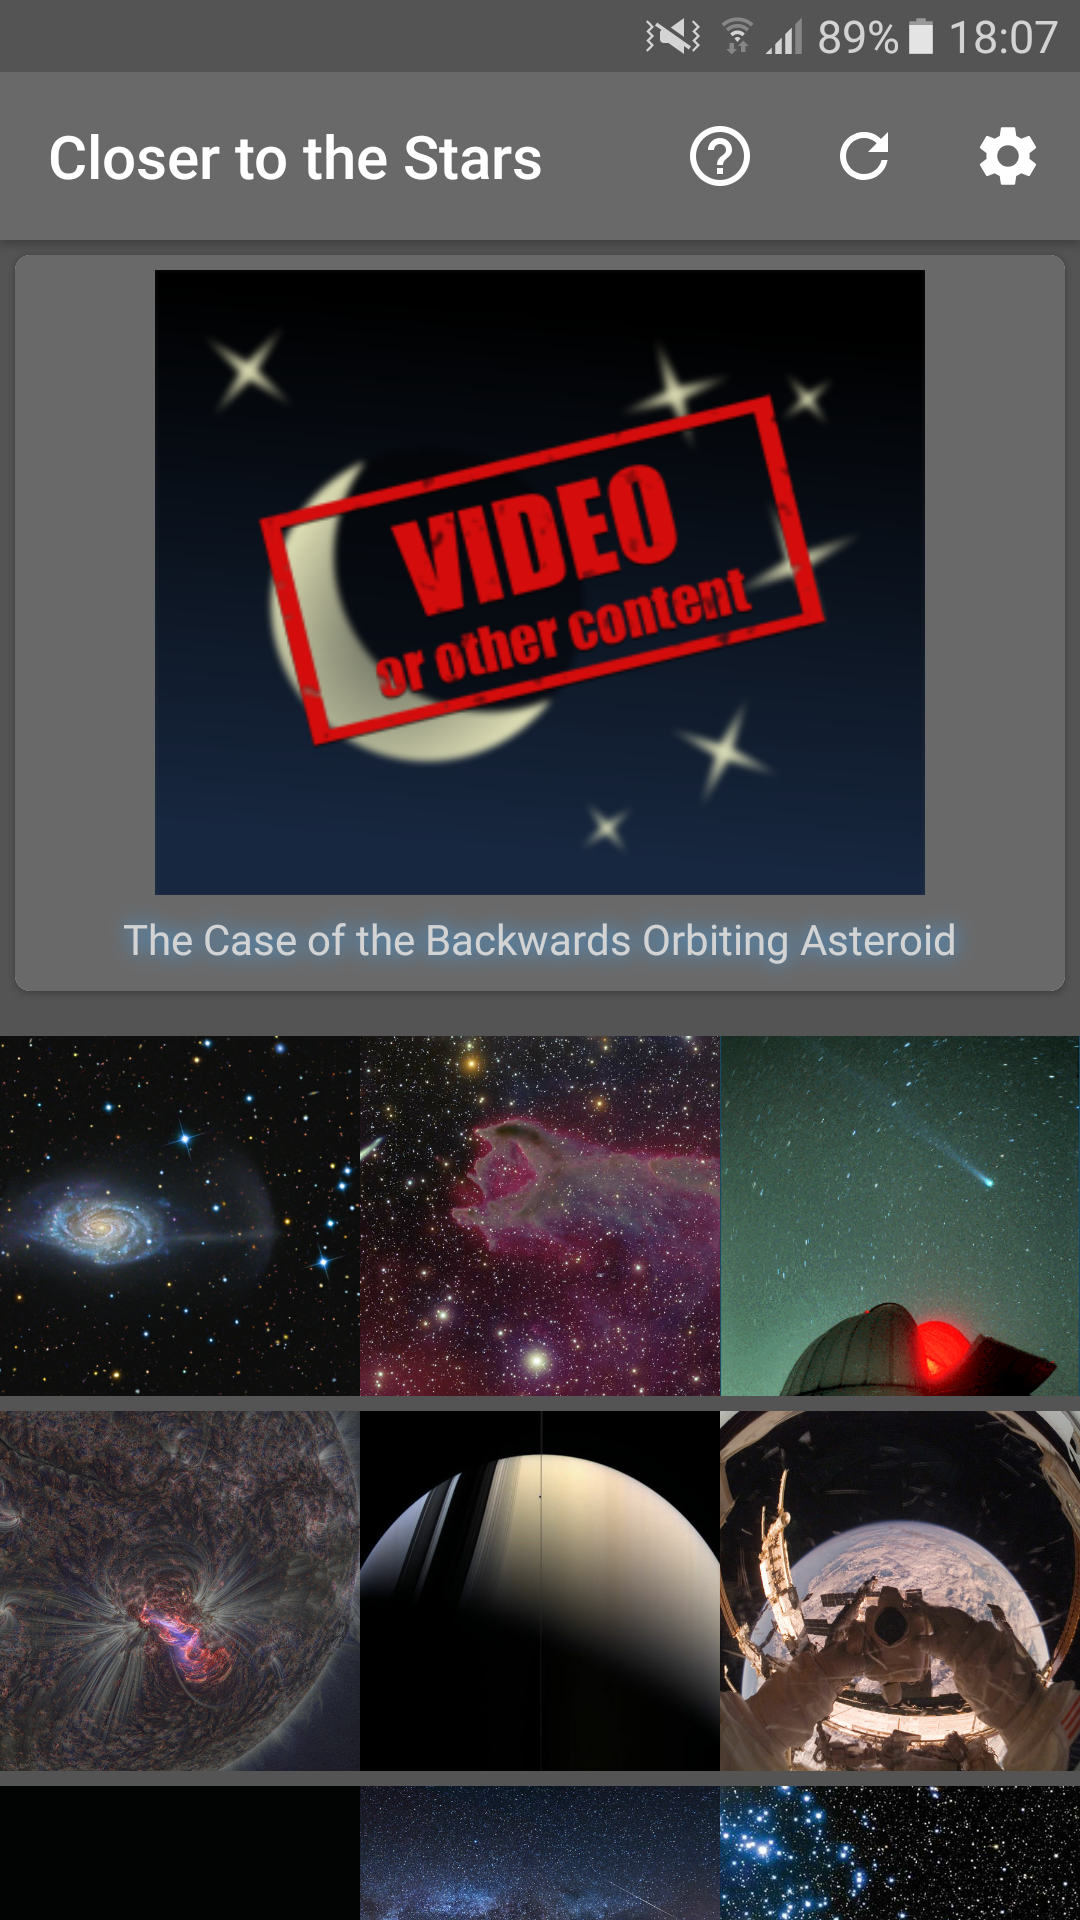 89% 18:07
Closer to the Stars
VIDEO
or other content
The Case of the Backwards Orbiting Asteroid